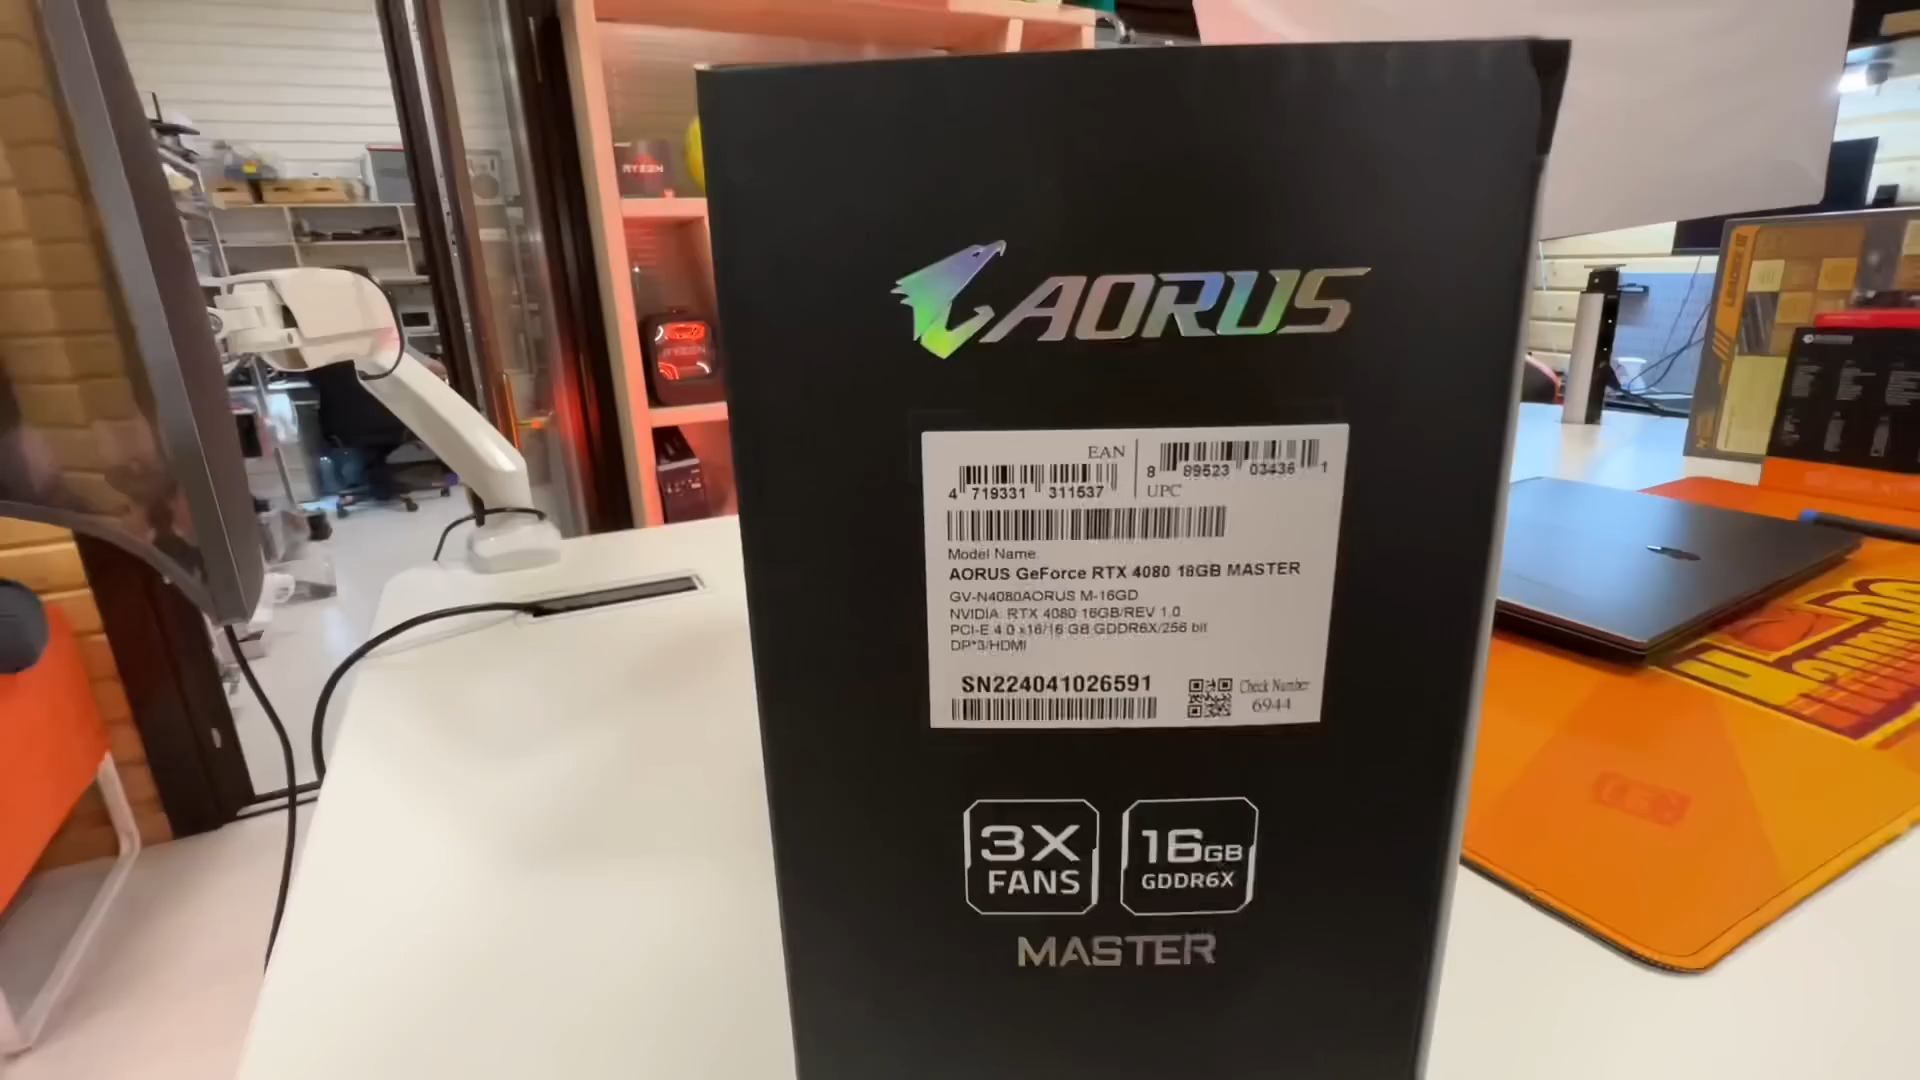 RYZEN
AORUS
EAN
4 719331 311537
8 89523 03436 1
UPC
Model Name:
AORUS GeForce RTX 4080 18GB MASTER
GV-N4080AORUS M-16GD
NVIDIA RTX 4080 16GB/REV 1.0
PCI-E 4.0 x16/16 GB GDDR6X/256 bit
DP*3/HDMI
SN224041026591
Check Number
6944
3X
FANS
16GB
GDDR6X
MASTER